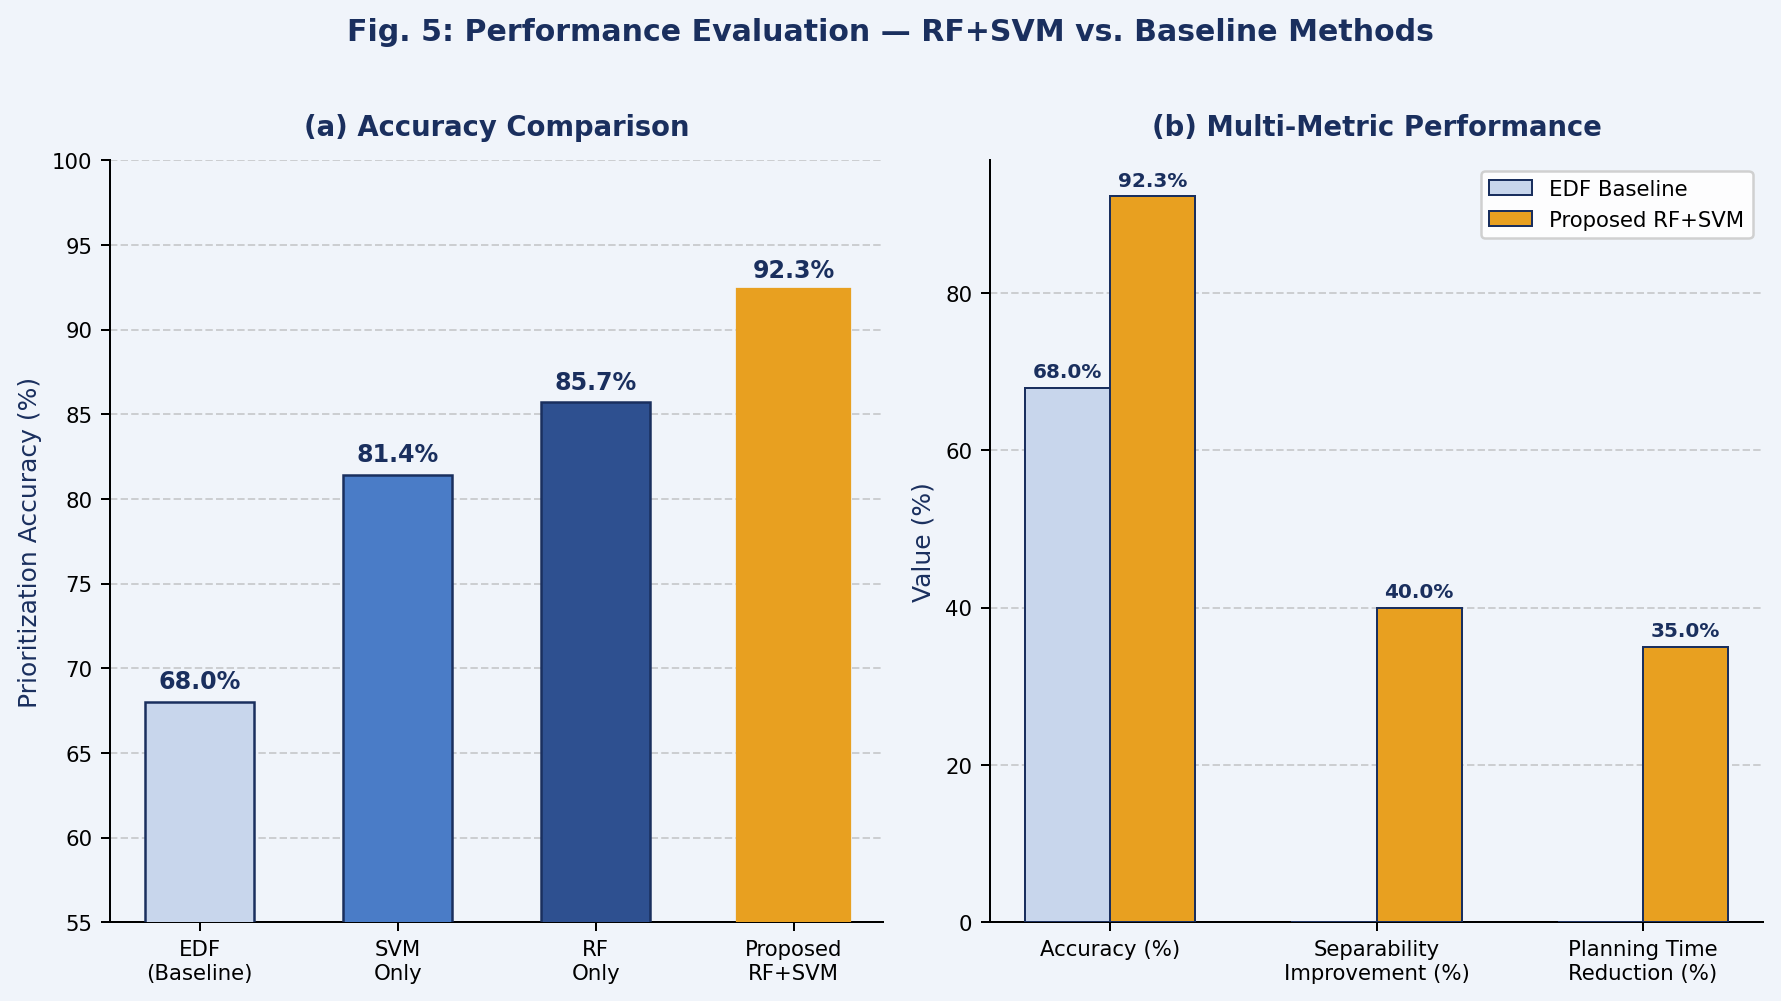 Fig. 5: Performance Evaluation — RF+SVM vs. Baseline Methods
(a) Accuracy Comparison
Prioritization Accuracy (%)
100
95
90
85
80
75
70
65
60
55
68.0%
81.4%
85.7%
92.3%
EDF
(Baseline)
SVM
Only
RF
Only
Proposed
RF+SVM
(b) Multi-Metric Performance
Value (%)
80
60
40
20
0
EDF Baseline
Proposed RF+SVM
68.0%
92.3%
40.0%
35.0%
Accuracy (%)
Separability
Improvement (%)
Planning Time
Reduction (%)